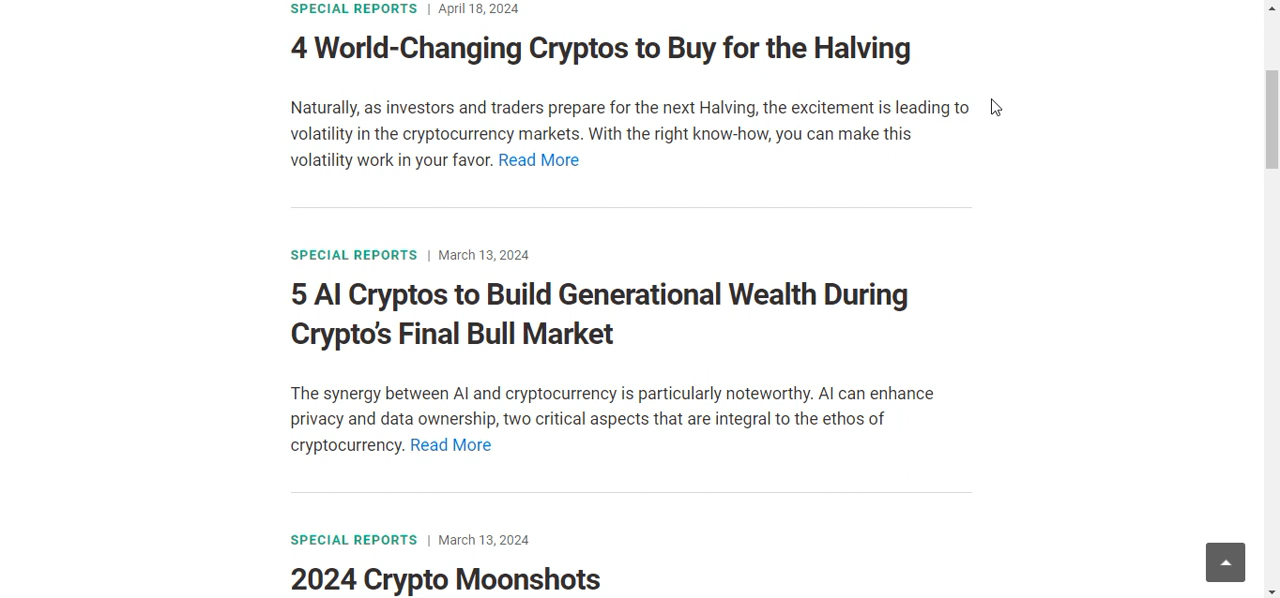 SPECIAL REPORTS | April 18, 2024
4 World-Changing Cryptos to Buy for the Halving
Naturally, as investors and traders prepare for the next Halving, the excitement is leading to
volatility in the cryptocurrency markets. With the right know-how, you can make this
volatility work in your favor. Read More
SPECIAL REPORTS | March 13, 2024
5 AI Cryptos to Build Generational Wealth During
Crypto’s Final Bull Market
The synergy between AI and cryptocurrency is particularly noteworthy. AI can enhance
privacy and data ownership, two critical aspects that are integral to the ethos of
cryptocurrency. Read More
SPECIAL REPORTS | March 13, 2024
2024 Crypto Moonshots